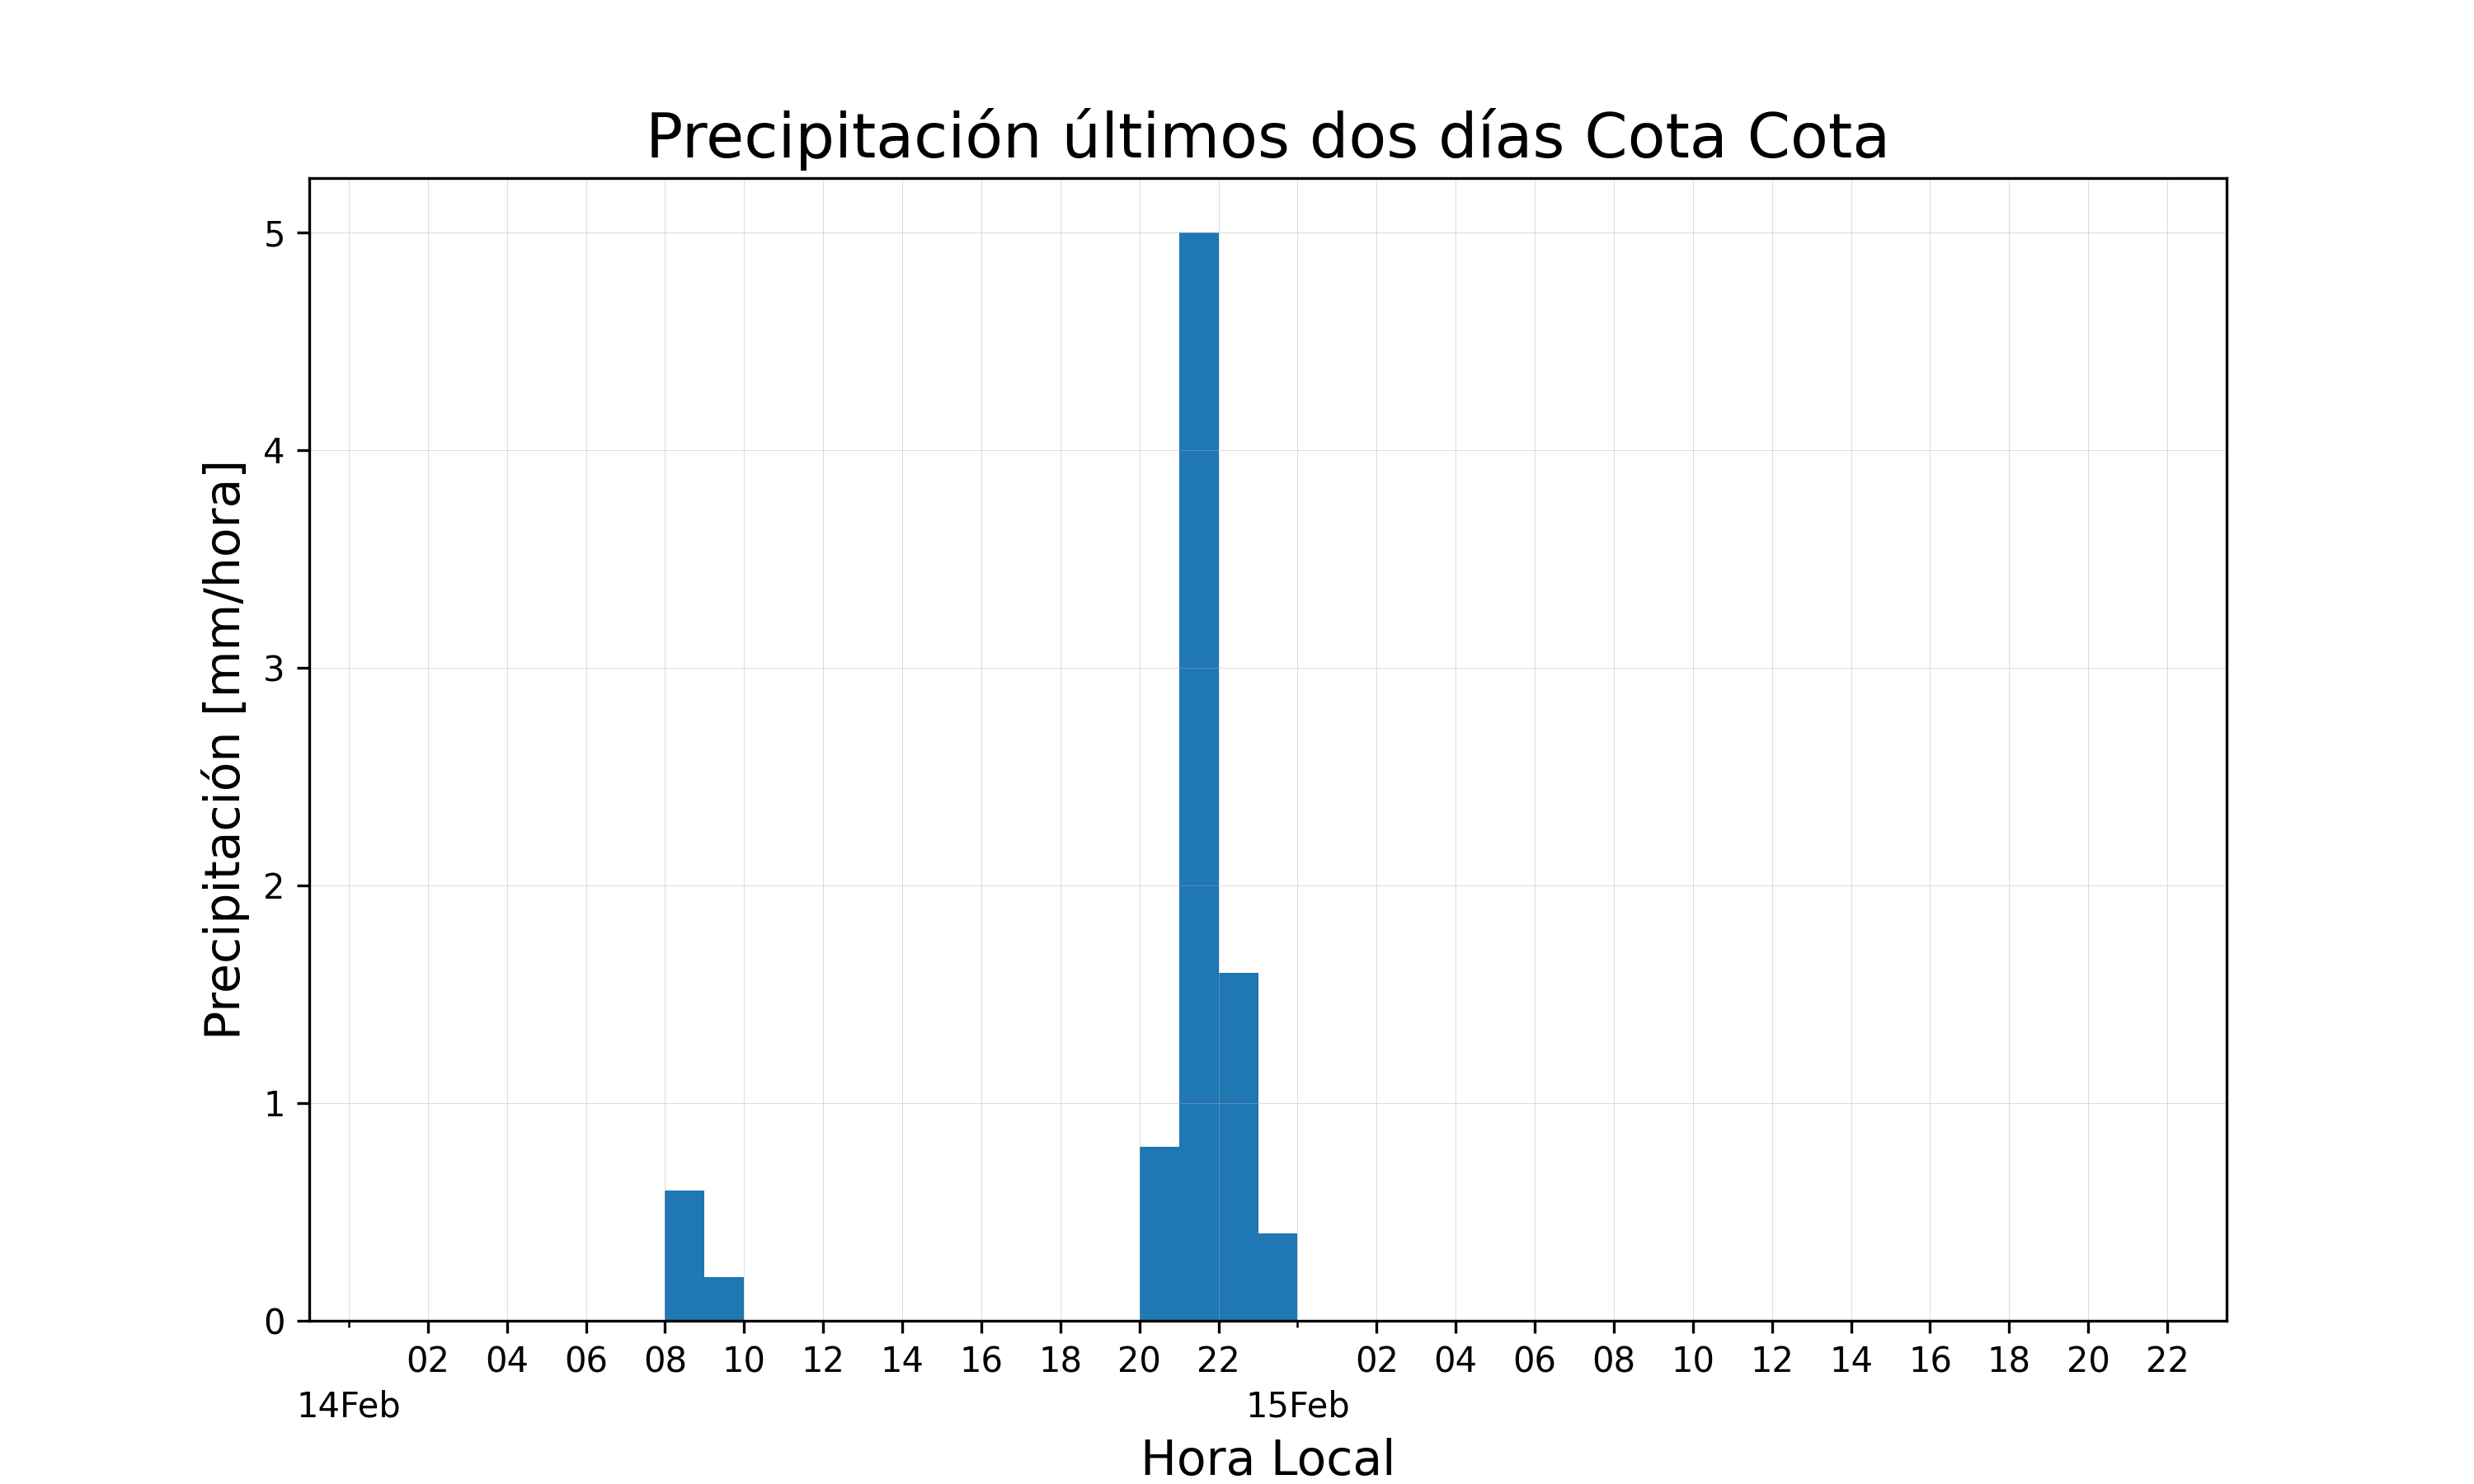 Precipitación últimos dos días Cota Cota
Precipitación [mm/hora]
5
4
3
2
1
0
02 04 06 08 10 12 14 16 18 20 22 02 04 06 08 10 12 14 16 18 20 22
14Feb 15Feb
Hora Local